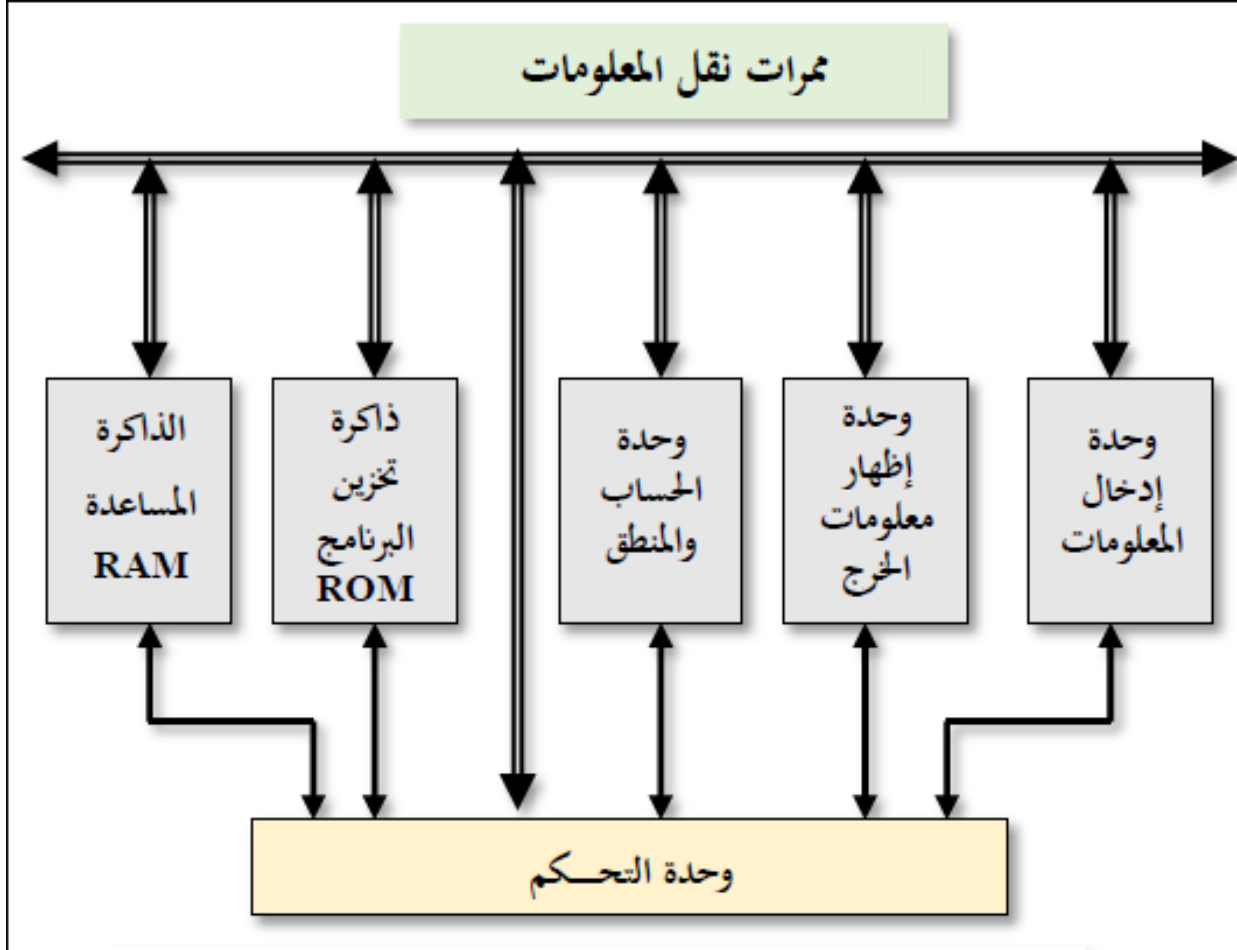 ممرات نقل المعلومات
وحدة
إدخال
المعلومات
وحدة
إظهار
معلومات
الخرج
وحدة
الحساب
والمنطق
ذاكرة
تخزين
البرنامج
ROM
الذاكرة
المساعدة
RAM
وحدة التحـــكم